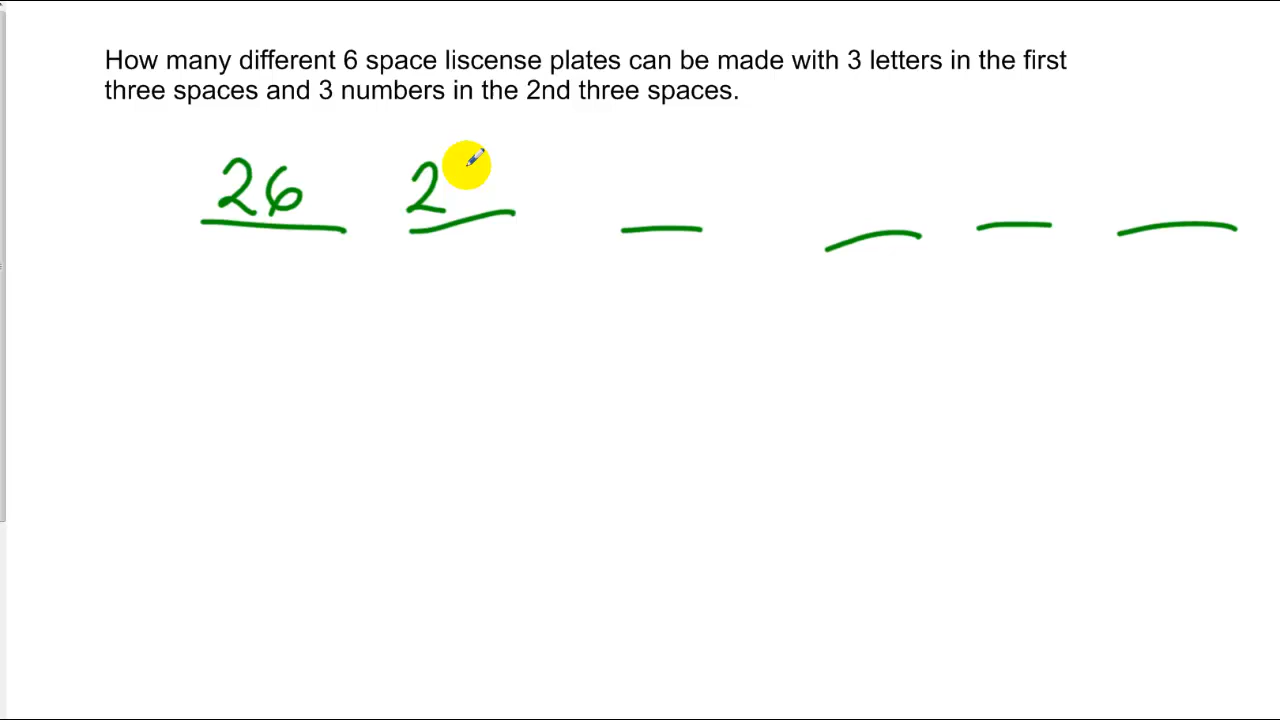 How many different 6 space liscense plates can be made with 3 letters in the first
three spaces and 3 numbers in the 2nd three spaces.
26 2